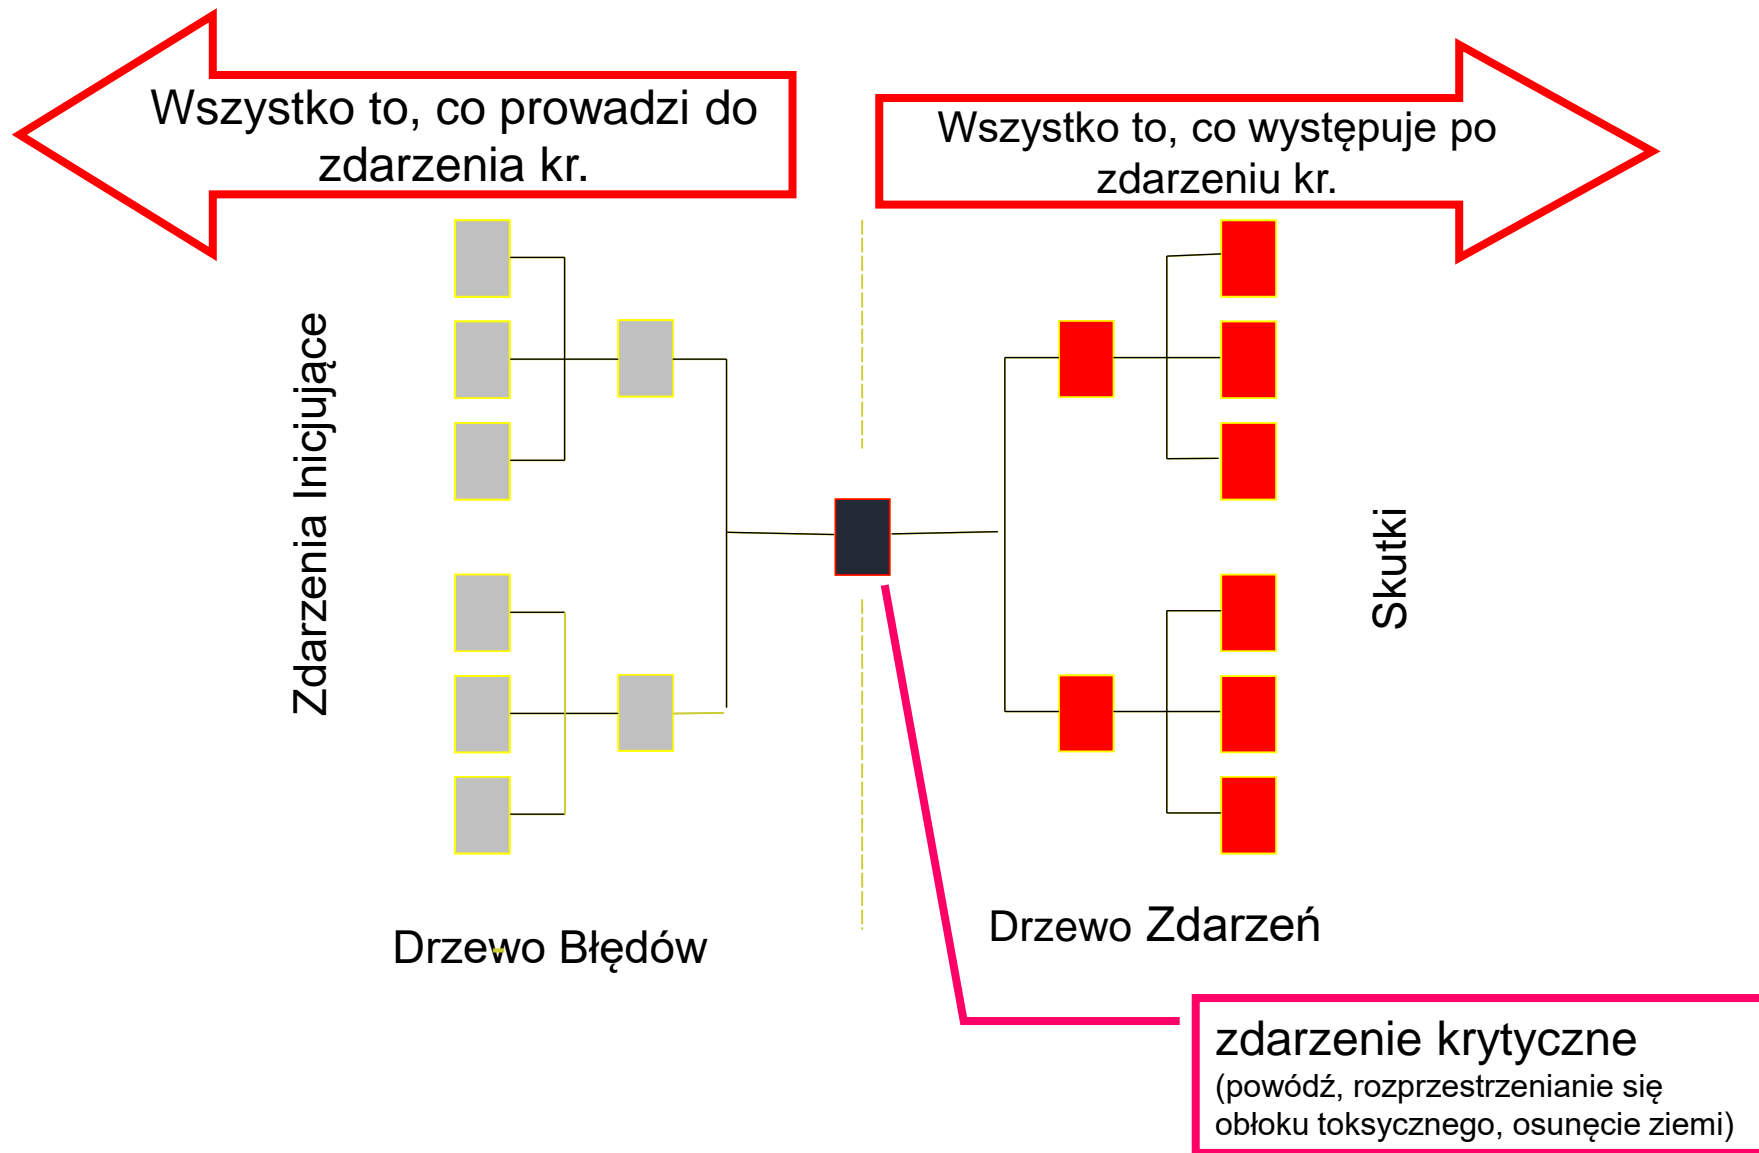 Wszystko to, co prowadzi do
zdarzenia kr.
Wszystko to, co występuje po
zdarzeniu kr.
Zdarzenia Inicjujące
Skutki
Drzewo Błędów
Drzewo Zdarzeń
zdarzenie krytyczne
(powódź, rozprzestrzenianie się
obłoku toksycznego, osunęcie ziemi)